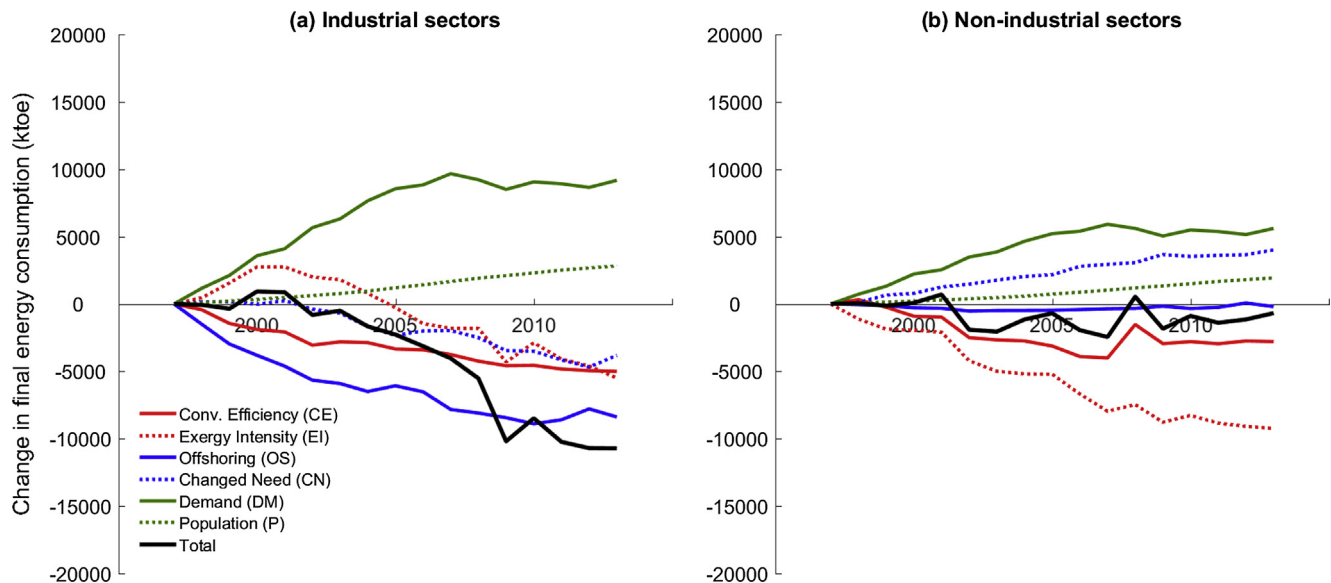 (a) Industrial sectors
Change in final energy consumption (ktoe)
20000
15000
10000
5000
0
-5000
-10000
-15000
-20000
2000
2005
2010
Conv. Efficiency (CE)
Exergy Intensity (EI)
Offshoring (OS)
Changed Need (CN)
Demand (DM)
Population (P)
Total
(b) Non-industrial sectors
20000
15000
10000
5000
0
-5000
-10000
-15000
-20000
2000
2005
2010